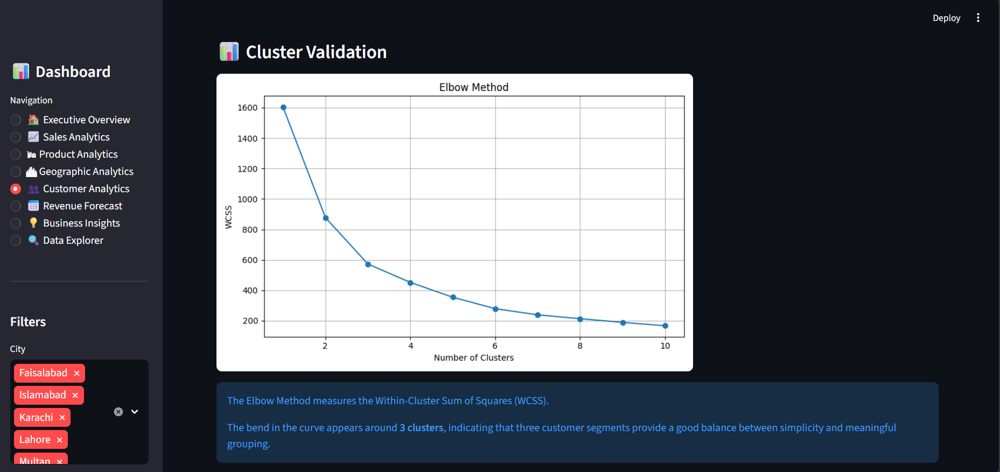 Deploy
Dashboard
Navigation
Executive Overview
Sales Analytics
Product Analytics
Geographic Analytics
Customer Analytics
Revenue Forecast
Business Insights
Data Explorer
Filters
City
Faisalabad ×
Islamabad ×
Karachi ×
Lahore ×
Multan ×
Cluster Validation
Elbow Method
WCSS
1600
1400
1200
1000
800
600
400
200
2 4 6 8 10
Number of Clusters
The Elbow Method measures the Within-Cluster Sum of Squares (WCSS).
The bend in the curve appears around 3 clusters, indicating that three customer segments provide a good balance between simplicity and meaningful
grouping.